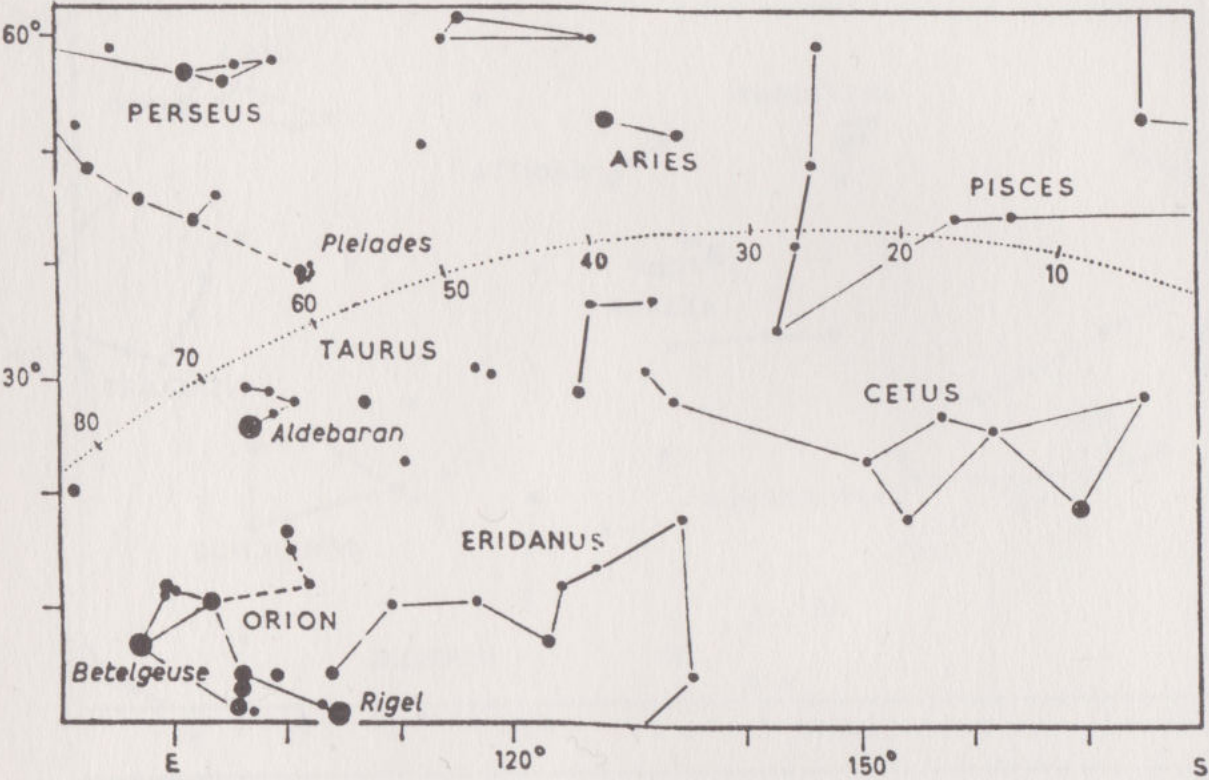 60°
PERSEUS
ARIES
PISCES
Pleiades
40
30
20
10
50
60
TAURUS
70
30°
CETUS
80
Aldebaran
ERIDANUS
ORION
Betelgeuse
Rigel
E
120°
150°
S